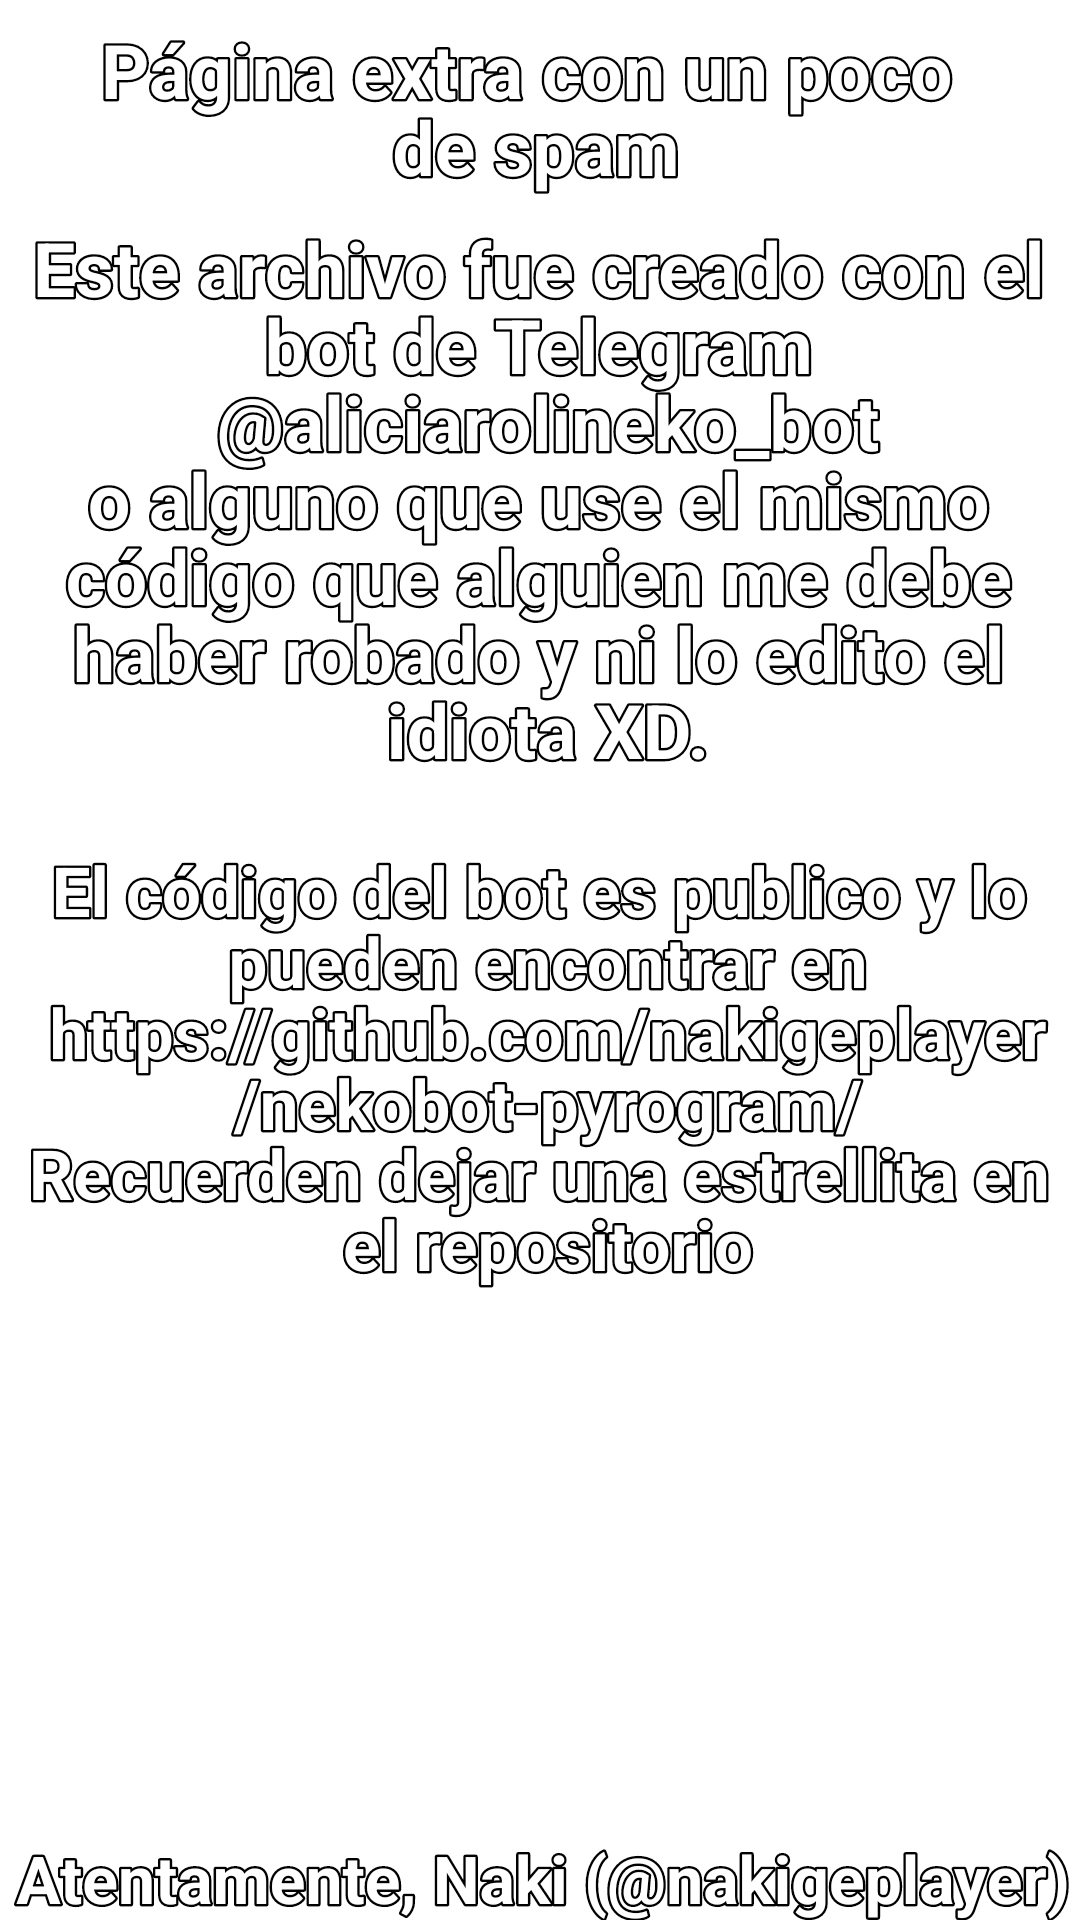 Página extra con un poco
de spam
Este archivo fue creado con el
bot de Telegram
@aliciarolineko_bot
o alguno que use el mismo
código que alguien me debe
haber robado y ni lo edito el
idiota XD.
El código del bot es publico y lo
pueden encontrar en
https://github.com/nakigeplayer
/nekobot-pyrogram/
Recuerden dejar una estrellita en
el repositorio
Atentamente, Naki (@nakigeplayer)